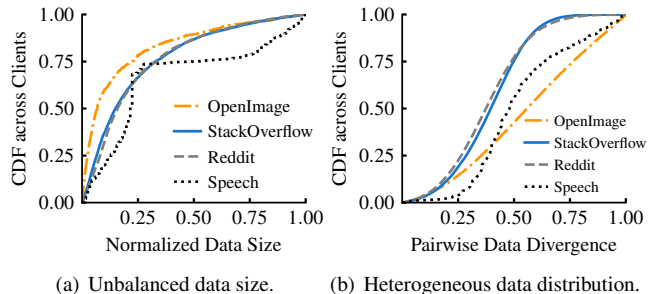 CDF across Clients
1.00
0.75
0.50
0.25
0.00
OpenImage
StackOverflow
Reddit
Speech
0.25 0.50 0.75 1.00
Normalized Data Size
(a) Unbalanced data size.
CDF across Clients
1.00
0.75
0.50
0.25
0.00
OpenImage
StackOverflow
Reddit
Speech
0.25 0.50 0.75 1.00
Pairwise Data Divergence
(b) Heterogeneous data distribution.